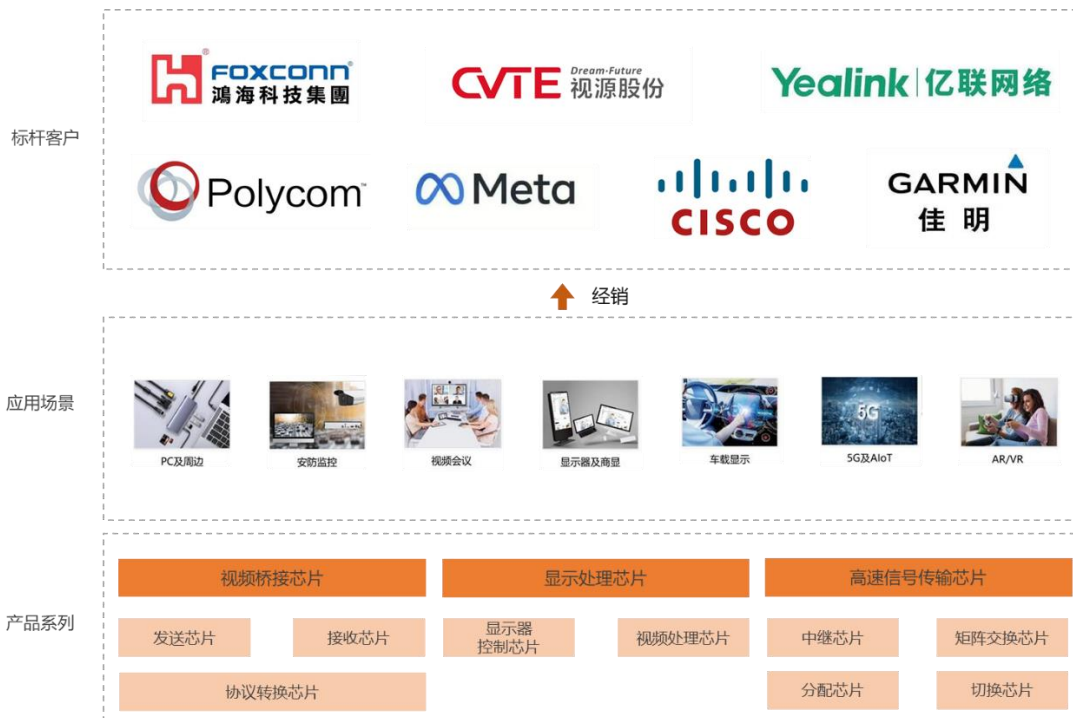 标杆客户
FOXCONN®
鴻海科技集團
CVTE Dream-Future 视源股份
Yealink 亿联网络
Polycom™
Meta
CISCO
GARMIN
佳明
经销
应用场景
5G
PC及周边
安防监控
视频会议
显示器及商显
车载显示
5G及AIoT
AR/VR
产品系列
视频桥接芯片
显示处理芯片
高速信号传输芯片
发送芯片
接收芯片
显示器
控制芯片
视频处理芯片
中继芯片
矩阵交换芯片
协议转换芯片
分配芯片
切换芯片